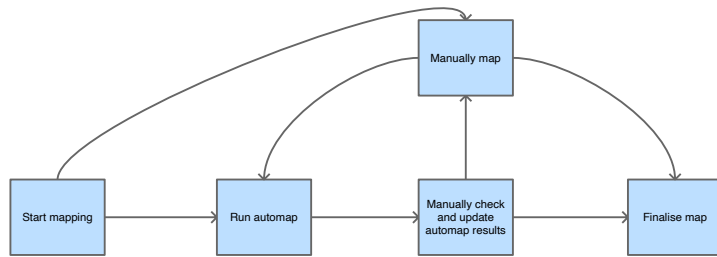 Manually map
Start mapping
Run automap
Manually check
and update
automap results
Finalise map